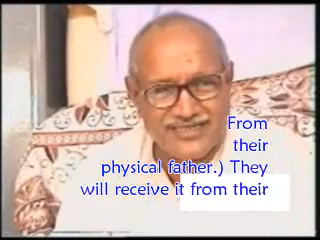 From
their
physical father.) They
will receive it from their